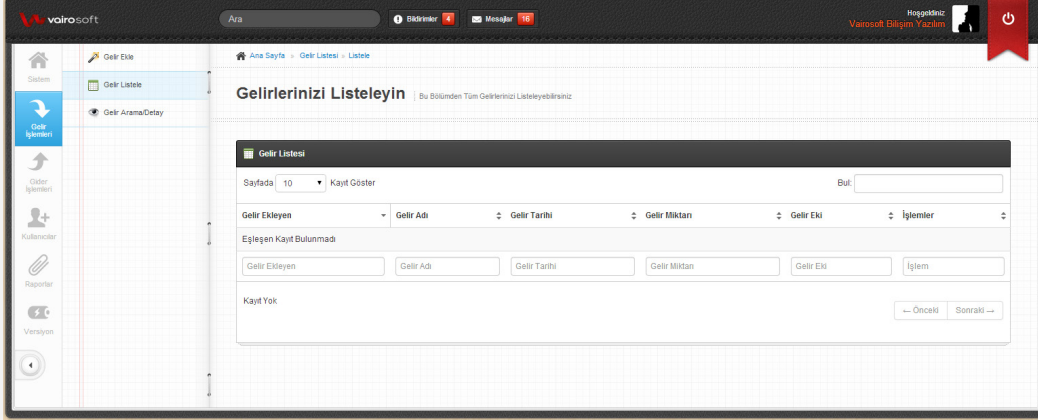 vairosoft
Ara
Bildirimler 4
Mesajlar 16
Hoşgeldiniz
Vairosoft Bilişim Yazılım
Sistem
Gelir
İşlemleri
Gider
İşlemleri
Kullanıcılar
Raporlar
Versiyon
Gelir Ekle
Gelir Listele
Gelir Arama/Detay
Ana Sayfa » Gelir Listesi » Listele
Gelirlerinizi Listeleyin Bu Bölümden Tüm Gelirlerinizi Listeleyebilirsiniz
Gelir Listesi
Sayfada 10 Kayıt Göster
Bul:
Gelir Ekleyen Gelir Adı Gelir Tarihi Gelir Miktarı Gelir Eki İşlemler
Eşleşen Kayıt Bulunmadı
Gelir Ekleyen Gelir Adı Gelir Tarihi Gelir Miktarı Gelir Eki İşlem
Kayıt Yok
← Önceki Sonraki →